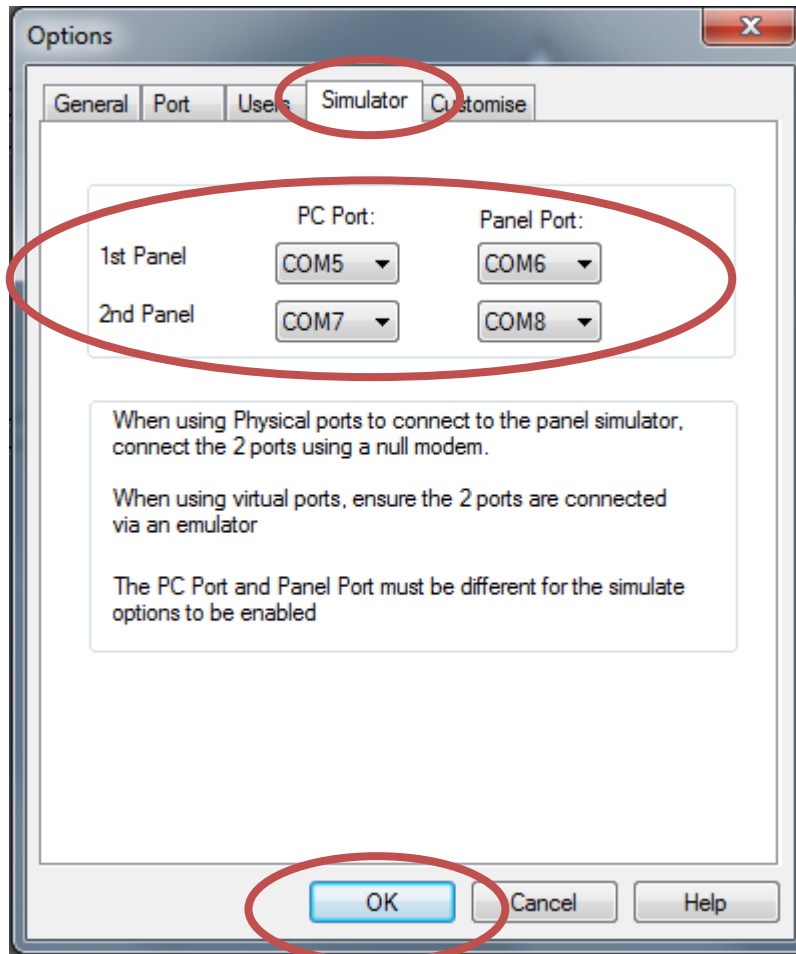 Options
General Port Users Simulator Customise
PC Port: Panel Port:
1st Panel COM5 COM6
2nd Panel COM7 COM8
When using Physical ports to connect to the panel simulator,
connect the 2 ports using a null modem.
When using virtual ports, ensure the 2 ports are connected
via an emulator
The PC Port and Panel Port must be different for the simulate
options to be enabled
OK Cancel Help